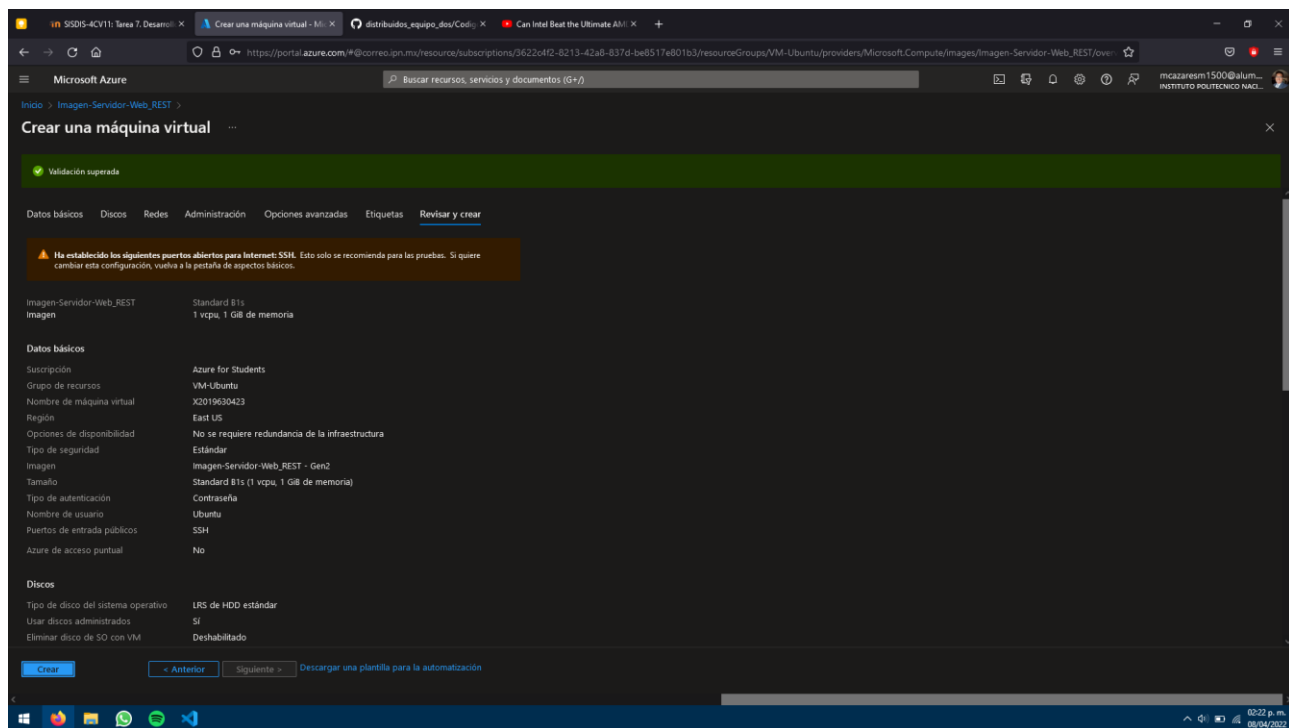 SISDIS-4CV11: Tarea 7. Desarroll
Crear una máquina virtual - Mic
distribuidos_equipo_dos/Codig
Can Intel Beat the Ultimate AM
https://portal.azure.com/#@correo.ipn.mx/resource/subscriptions/3622c4f2-8213-42a8-837d-be8517e801b3/resourceGroups/VM-Ubuntu/providers/Microsoft.Compute/images/Imagen-Servidor-Web_REST/over
Microsoft Azure
Buscar recursos, servicios y documentos (G+/)
mcazaresm1500@alum...
INSTITUTO POLITECNICO NACI...
Inicio > Imagen-Servidor-Web_REST >
Crear una máquina virtual ...
Validación superada
Datos básicos Discos Redes Administración Opciones avanzadas Etiquetas Revisar y crear
Ha establecido los siguientes puertos abiertos para Internet: SSH. Esto solo se recomienda para las pruebas. Si quiere
cambiar esta configuración, vuelva a la pestaña de aspectos básicos.
Imagen-Servidor-Web_REST Standard B1s
Imagen 1 vcpu, 1 GiB de memoria
Datos básicos
Suscripción Azure for Students
Grupo de recursos VM-Ubuntu
Nombre de máquina virtual X2019630423
Región East US
Opciones de disponibilidad No se requiere redundancia de la infraestructura
Tipo de seguridad Estándar
Imagen Imagen-Servidor-Web_REST - Gen2
Tamaño Standard B1s (1 vcpu, 1 GiB de memoria)
Tipo de autenticación Contraseña
Nombre de usuario Ubuntu
Puertos de entrada públicos SSH
Azure de acceso puntual No
Discos
Tipo de disco del sistema operativo LRS de HDD estándar
Usar discos administrados Sí
Eliminar disco de SO con VM Deshabilitado
Crear < Anterior Siguiente > Descargar una plantilla para la automatización
02:22 p. m.
08/04/2022